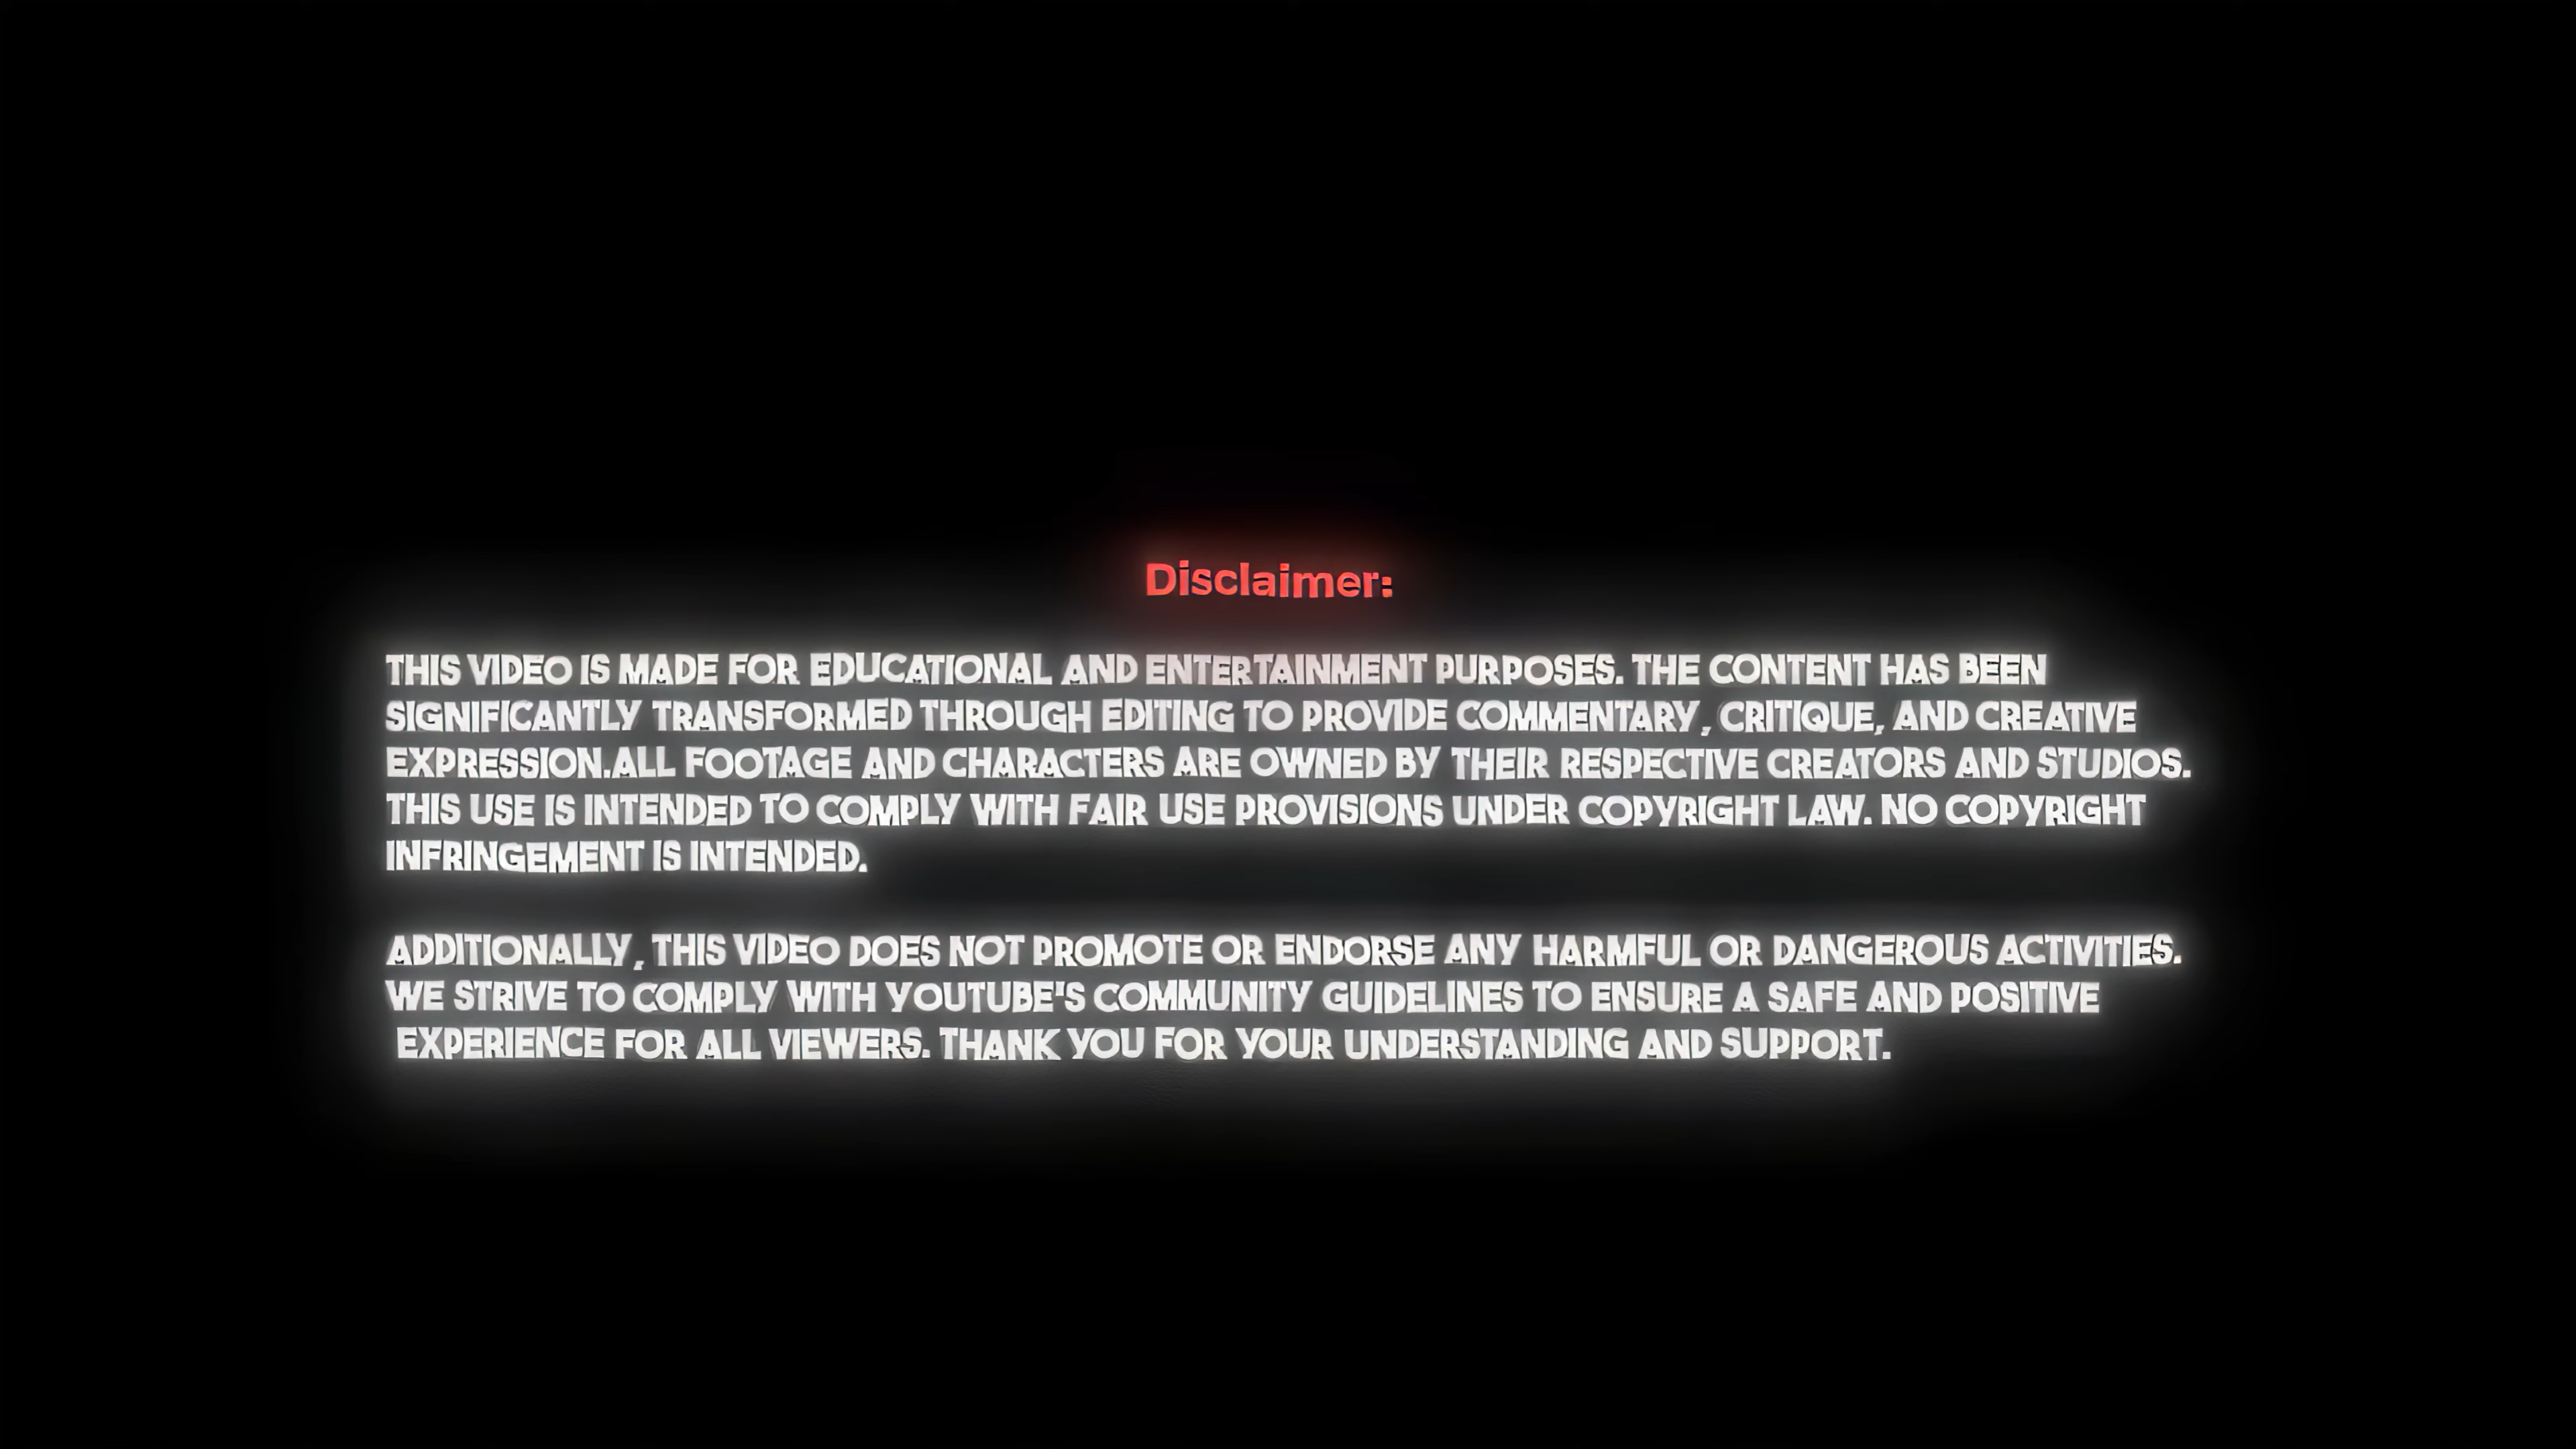 Disclaimer:
THIS VIDEO IS MADE FOR EDUCATIONAL AND ENTERTAINMENT PURPOSES. THE CONTENT HAS BEEN
SIGNIFICANTLY TRANSFORMED THROUGH EDITING TO PROVIDE COMMENTARY, CRITIQUE, AND CREATIVE
EXPRESSION.ALL FOOTAGE AND CHARACTERS ARE OWNED BY THEIR RESPECTIVE CREATORS AND STUDIOS.
THIS USE IS INTENDED TO COMPLY WITH FAIR USE PROVISIONS UNDER COPYRIGHT LAW. NO COPYRIGHT
INFRINGEMENT IS INTENDED.
ADDITIONALLY, THIS VIDEO DOES NOT PROMOTE OR ENDORSE ANY HARMFUL OR DANGEROUS ACTIVITIES.
WE STRIVE TO COMPLY WITH YOUTUBE'S COMMUNITY GUIDELINES TO ENSURE A SAFE AND POSITIVE
EXPERIENCE FOR ALL VIEWERS. THANK YOU FOR YOUR UNDERSTANDING AND SUPPORT.